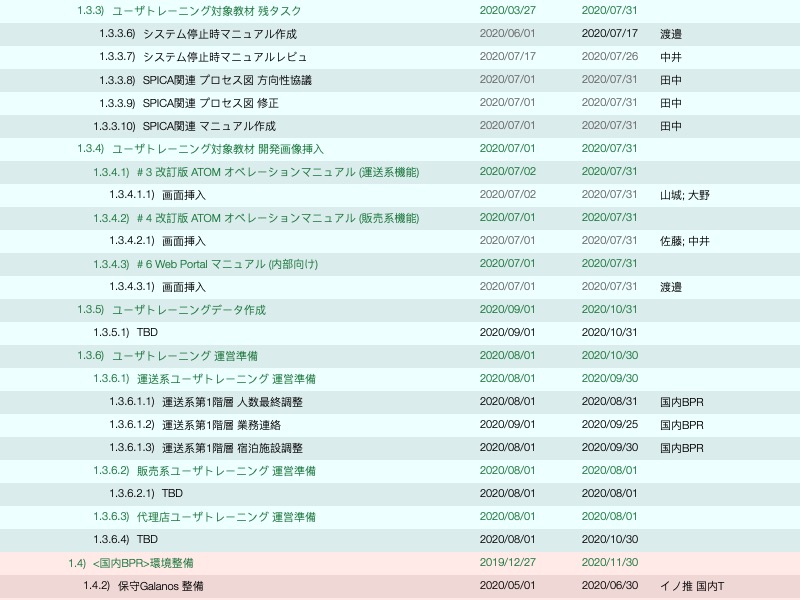 1.3.3) ユーザトレーニング対象教材 残タスク 2020/03/27 2020/07/31
1.3.3.6) システム停止時マニュアル作成 2020/06/01 2020/07/17 渡邉
1.3.3.7) システム停止時マニュアルレビュ 2020/07/17 2020/07/26 中井
1.3.3.8) SPICA関連 プロセス図 方向性協議 2020/07/01 2020/07/31 田中
1.3.3.9) SPICA関連 プロセス図 修正 2020/07/01 2020/07/31 田中
1.3.3.10) SPICA関連 マニュアル作成 2020/07/01 2020/07/31 田中
1.3.4) ユーザトレーニング対象教材 開発画像挿入 2020/07/01 2020/07/31
1.3.4.1) #3 改訂版 ATOM オペレーションマニュアル (運送系機能) 2020/07/02 2020/07/31
1.3.4.1.1) 画面挿入 2020/07/02 2020/07/31 山城; 大野
1.3.4.2) #4 改訂版 ATOM オペレーションマニュアル (販売系機能) 2020/07/01 2020/07/31
1.3.4.2.1) 画面挿入 2020/07/01 2020/07/31 佐藤; 中井
1.3.4.3) #6 Web Portal マニュアル (内部向け) 2020/07/01 2020/07/31
1.3.4.3.1) 画面挿入 2020/07/01 2020/07/31 渡邉
1.3.5) ユーザトレーニングデータ作成 2020/09/01 2020/10/31
1.3.5.1) TBD 2020/09/01 2020/10/31
1.3.6) ユーザトレーニング 運営準備 2020/08/01 2020/10/30
1.3.6.1) 運送系ユーザトレーニング 運営準備 2020/08/01 2020/09/30
1.3.6.1.1) 運送系第1階層 人数最終調整 2020/08/01 2020/08/31 国内BPR
1.3.6.1.2) 運送系第1階層 業務連絡 2020/09/01 2020/09/25 国内BPR
1.3.6.1.3) 運送系第1階層 宿泊施設調整 2020/08/01 2020/09/30 国内BPR
1.3.6.2) 販売系ユーザトレーニング 運営準備 2020/08/01 2020/08/01
1.3.6.2.1) TBD 2020/08/01 2020/08/01
1.3.6.3) 代理店ユーザトレーニング 運営準備 2020/08/01 2020/08/01
1.3.6.4) TBD 2020/08/01 2020/10/30
1.4) <国内BPR>環境整備 2019/12/27 2020/11/30
1.4.2) 保守Galanos 整備 2020/05/01 2020/06/30 イノ推 国内T